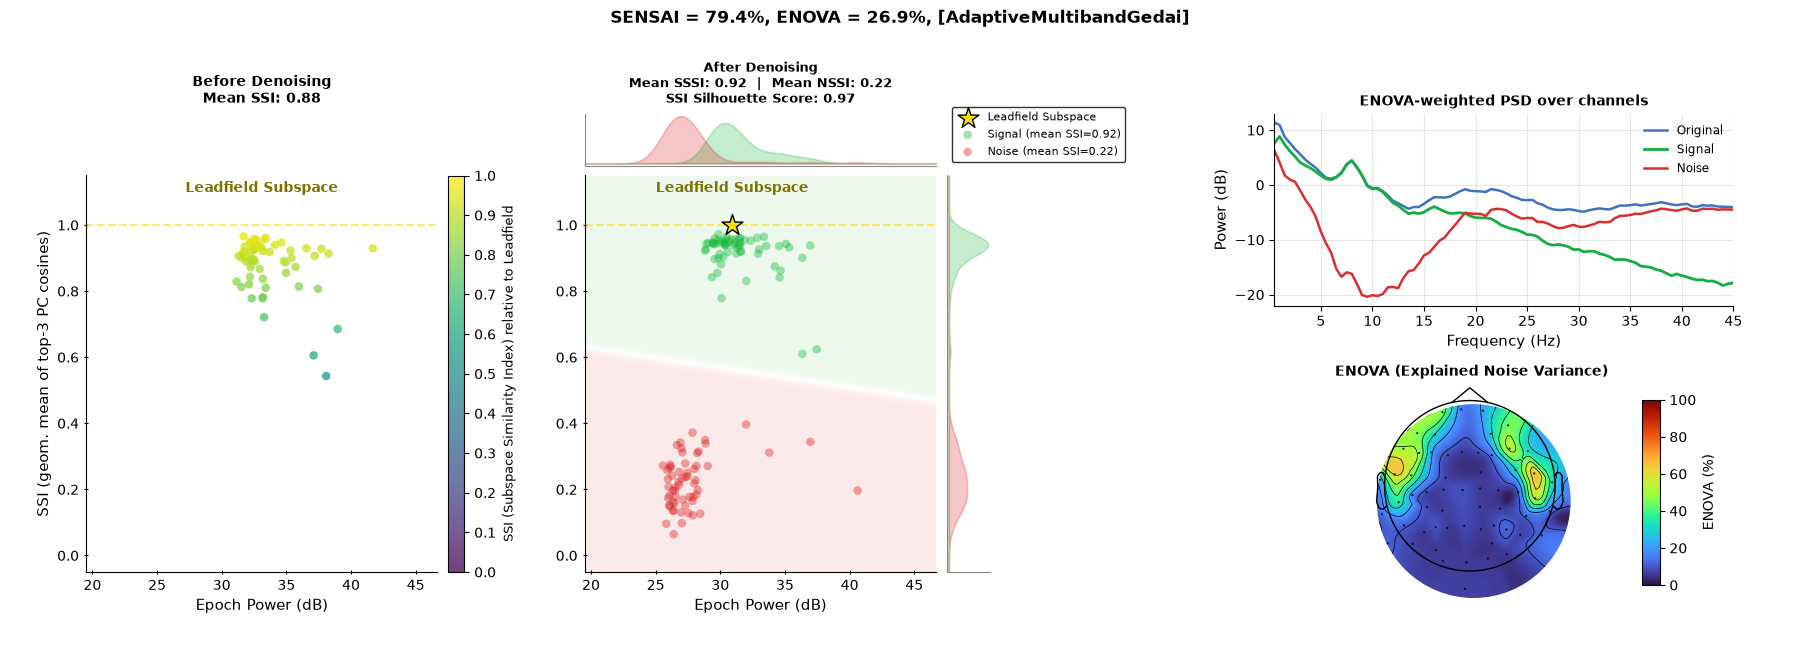 SENSAI = 79.4%, ENOVA = 26.9%, [AdaptiveMultibandGedai]
Before Denoising
Mean SSI: 0.88
Leadfield Subspace
1.0
0.8
0.6
0.4
0.2
0.0
SSI (geom. mean of top-3 PC cosines)
20 25 30 35 40 45
Epoch Power (dB)
1.0
0.9
0.8
0.7
0.6
0.5
0.4
0.3
0.2
0.1
0.0
SSI (Subspace Similarity Index) relative to Leadfield
After Denoising
Mean SSSI: 0.92 | Mean NSSI: 0.22
SSI Silhouette Score: 0.97
Leadfield Subspace
Signal (mean SSI=0.92)
Noise (mean SSI=0.22)
Leadfield Subspace
1.0
0.8
0.6
0.4
0.2
0.0
20 25 30 35 40 45
Epoch Power (dB)
ENOVA-weighted PSD over channels
Original
Signal
Noise
10
0
−10
−20
Power (dB)
5 10 15 20 25 30 35 40 45
Frequency (Hz)
ENOVA (Explained Noise Variance)
100
80
60
40
20
0
ENOVA (%)